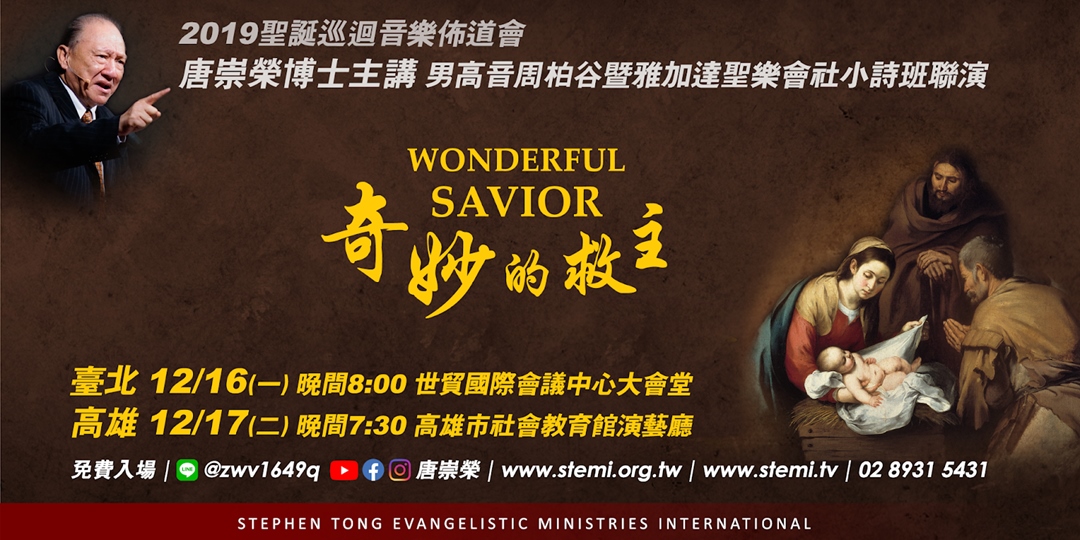 2019聖誕巡迴音樂佈道會
唐崇榮博士主講 男高音周柏谷暨雅加達聖樂會社小詩班聯演
WONDERFUL
SAVIOR
奇妙的救主
臺北 12/16(一) 晚間8:00 世貿國際會議中心大會堂
高雄 12/17(二) 晚間7:30 高雄市社會教育館演藝廳
免費入場 | LINE @zwv1649q 唐崇榮 | www.stemi.org.tw | www.stemi.tv | 02 8931 5431
STEPHEN TONG EVANGELISTIC MINISTRIES INTERNATIONAL